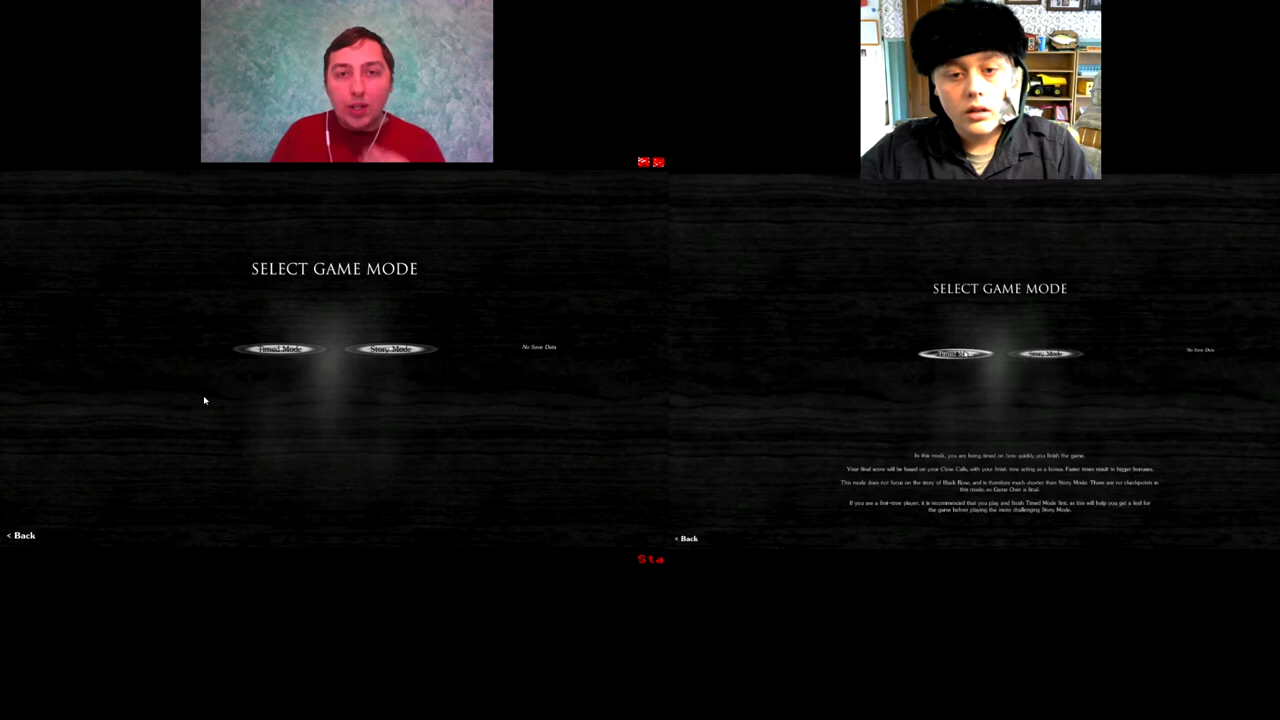 SELECT GAME MODE
Timed Mode
Story Mode
No Save Data
< Back
SELECT GAME MODE
Timed
Story Mode
No Save Data
In this mode, you are being timed on how quickly you finish the game.
Your final score will be based on your Close Calls, with your finish time acting as a bonus. Faster times result in bigger bonuses.
This mode does not focus on the story of Black Rose, and is therefore much shorter than Story Mode. There are no checkpoints in
this mode, so Game Over is final.
If you are a first-time player, it is recommended that you play and finish Timed Mode first, as this will help you get a feel for
the game before playing the more challenging Story Mode.
< Back
Sta